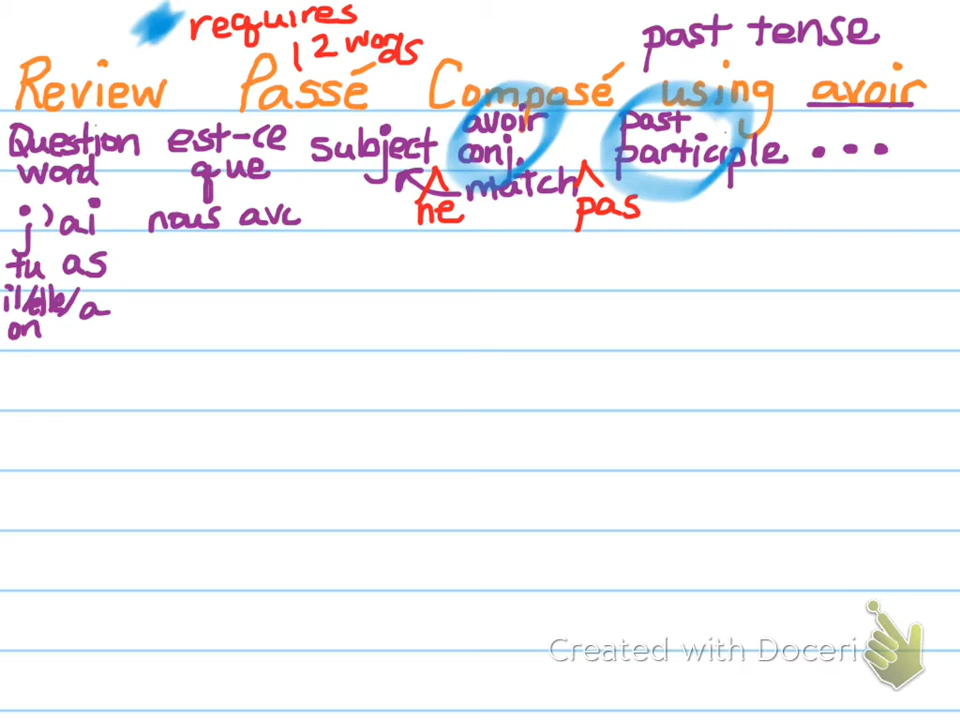 requires
2 words
past tense
Review Passé Composé using avoir
Question word est-ce que subject avoir conj. past participle ...
match
ne pas
j'ai nous avc
tu as
il/elle/ a
on
Created with Doceri